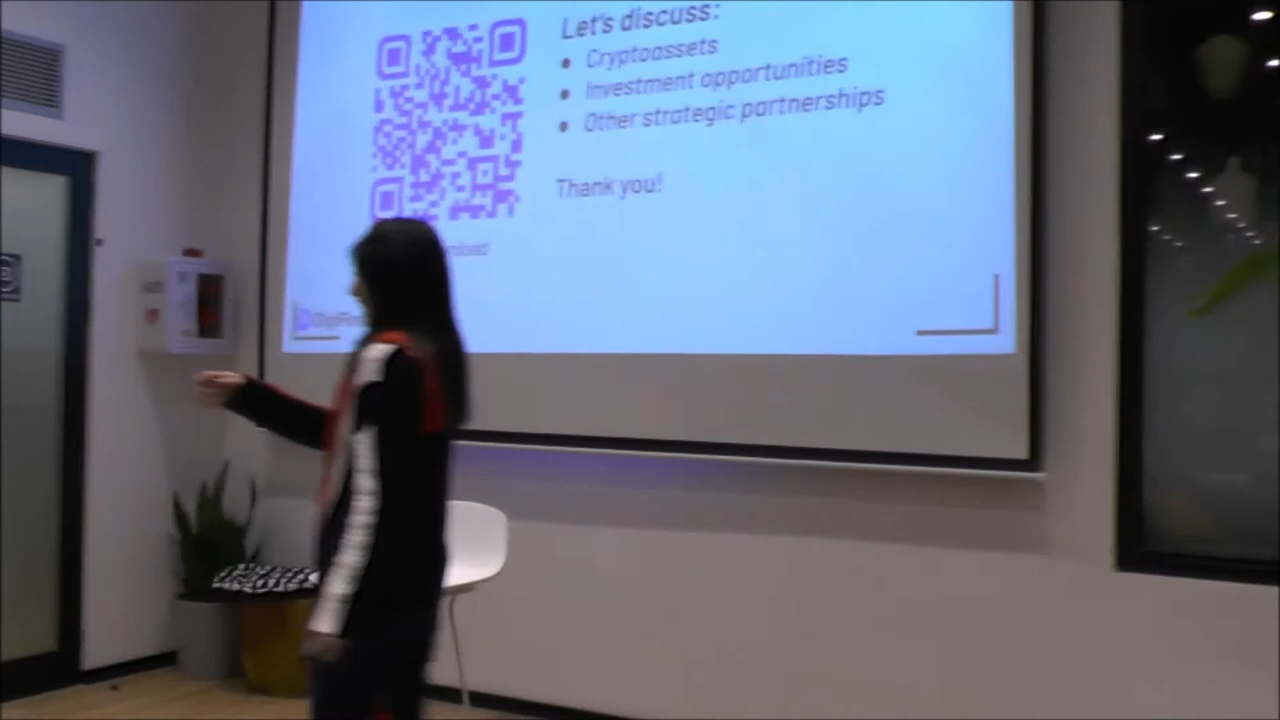 Let's discuss:
• Cryptoassets
• Investment opportunities
• Other strategic partnerships
Thank you!